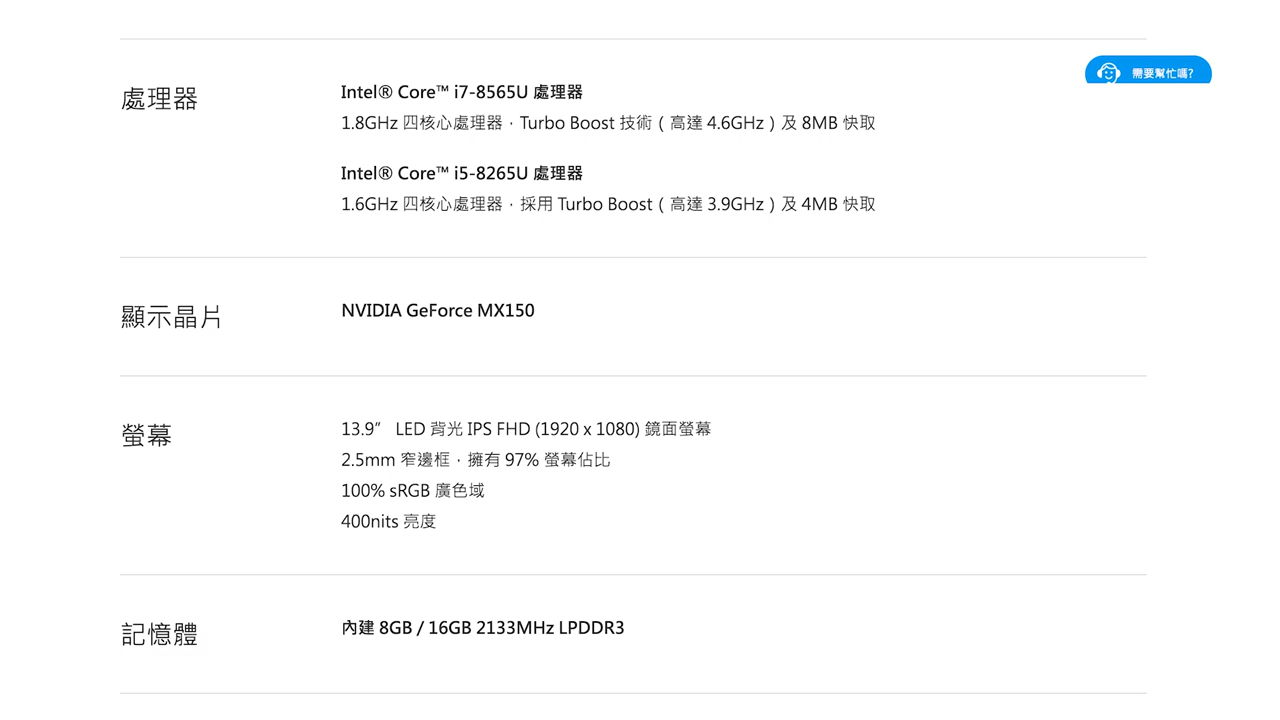 需要幫忙嗎?
處理器
Intel® Core™ i7-8565U 處理器
1.8GHz 四核心處理器，Turbo Boost 技術 ( 高達 4.6GHz ) 及 8MB 快取
Intel® Core™ i5-8265U 處理器
1.6GHz 四核心處理器，採用 Turbo Boost ( 高達 3.9GHz ) 及 4MB 快取
顯示晶片
NVIDIA GeForce MX150
螢幕
13.9” LED 背光 IPS FHD (1920 x 1080) 鏡面螢幕
2.5mm 窄邊框，擁有 97% 螢幕佔比
100% sRGB 廣色域
400nits 亮度
記憶體
內建 8GB / 16GB 2133MHz LPDDR3